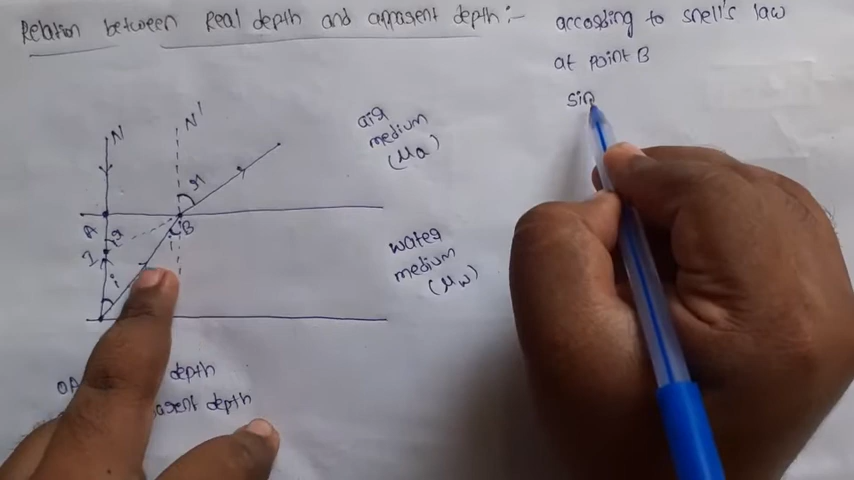 Relation between Real depth and apparent depth :-
according to snell's law
at point B
sin
N
N'
air
medium
(μa)
r
A
B
r
I
i
i
water
medium
(μw)
OA
depth
depth